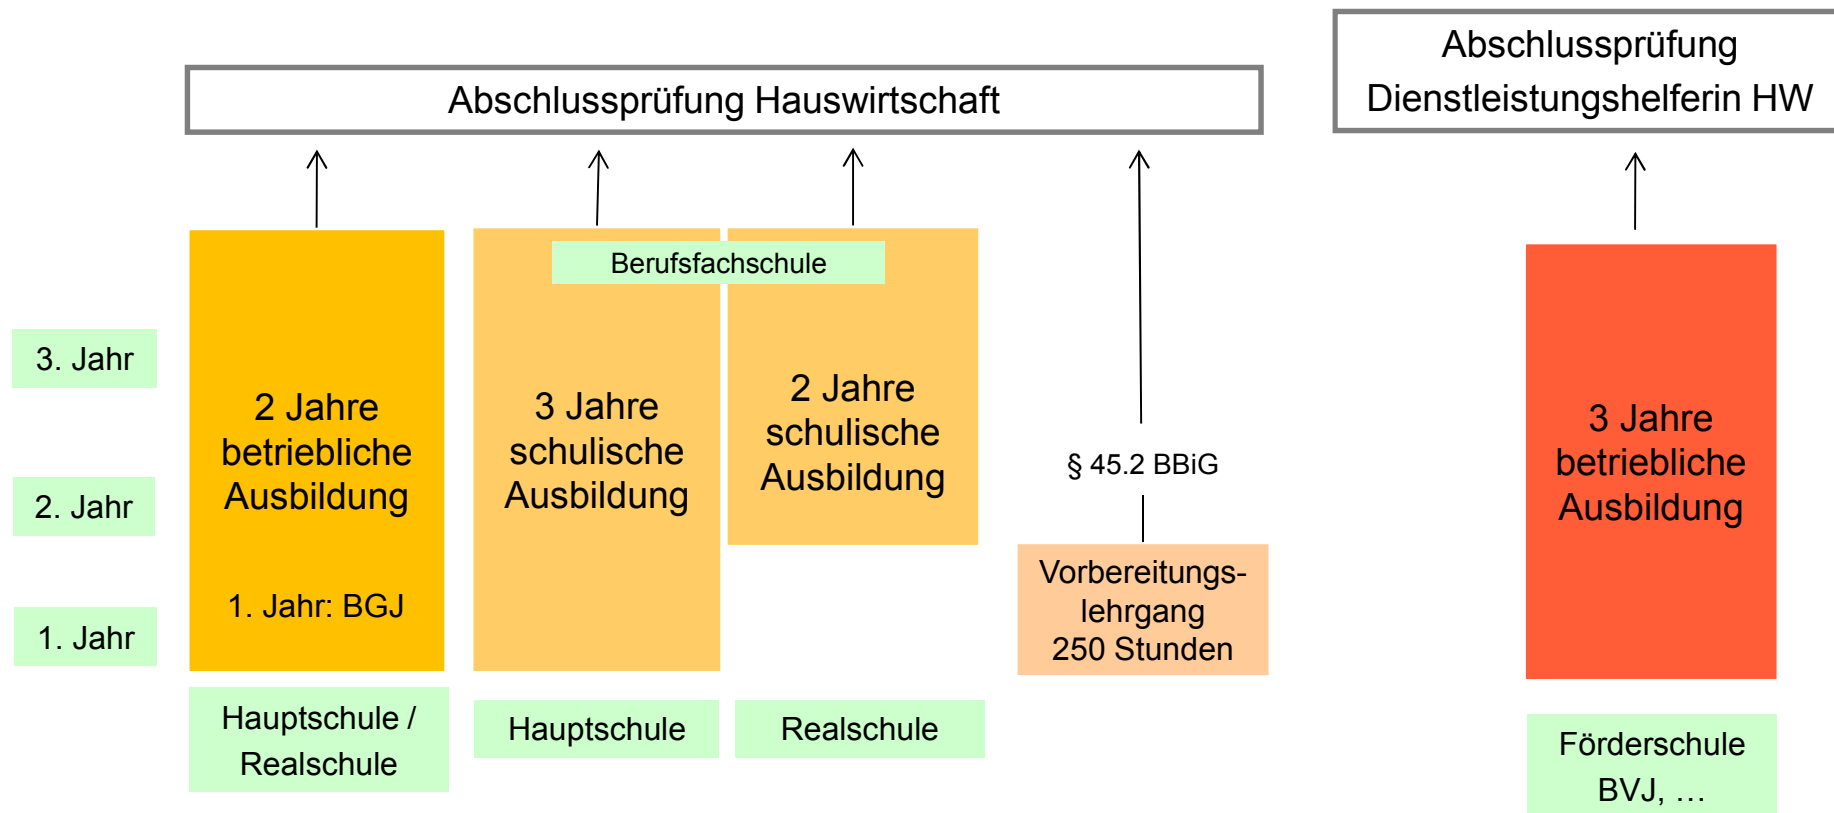 Abschlussprüfung Hauswirtschaft
Abschlussprüfung
Dienstleistungshelferin HW
Berufsfachschule
3. Jahr
2. Jahr
1. Jahr
2 Jahre
betriebliche
Ausbildung
1. Jahr: BGJ
3 Jahre
schulische
Ausbildung
2 Jahre
schulische
Ausbildung
§ 45.2 BBiG
Vorbereitungs-
lehrgang
250 Stunden
3 Jahre
betriebliche
Ausbildung
Hauptschule /
Realschule
Hauptschule
Realschule
Förderschule
BVJ, …